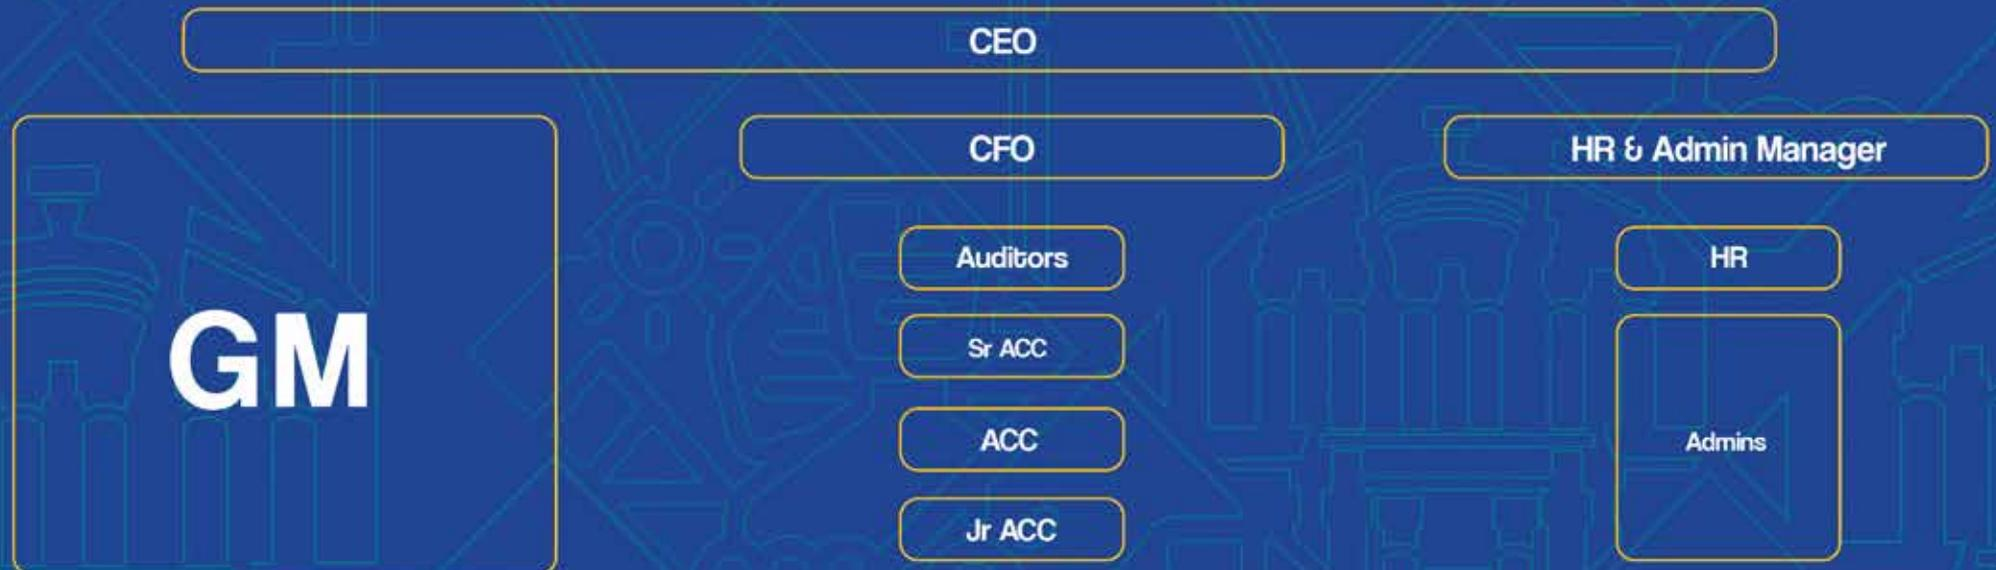 CEO
CFO
HR & Admin Manager
GM
Auditors
Sr ACC
ACC
Jr ACC
HR
Admins